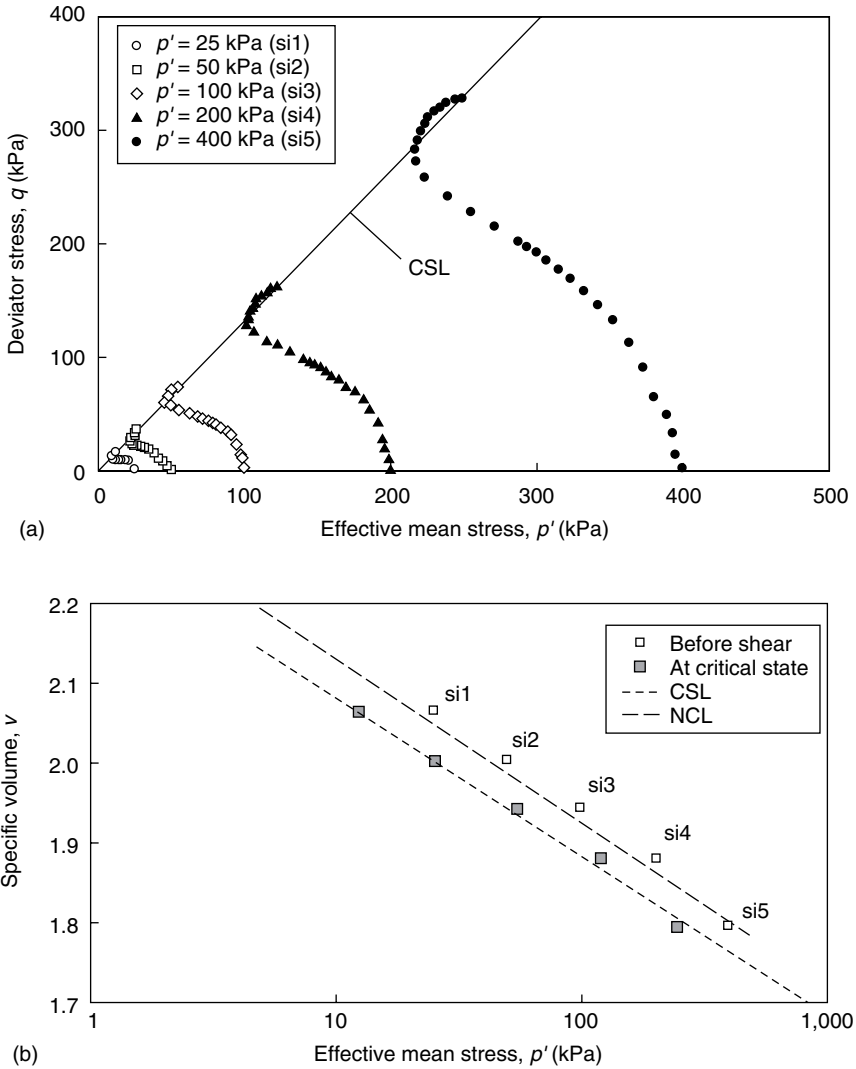 400
300
200
100
0
Deviator stress, q (kPa)
p' = 25 kPa (si1)
p' = 50 kPa (si2)
p' = 100 kPa (si3)
p' = 200 kPa (si4)
p' = 400 kPa (si5)
CSL
0 100 200 300 400 500
(a) Effective mean stress, p' (kPa)
2.2
2.1
2.0
1.9
1.8
1.7
Specific volume, v
Before shear
At critical state
CSL
NCL
si1
si2
si3
si4
si5
1 10 100 1,000
(b) Effective mean stress, p' (kPa)